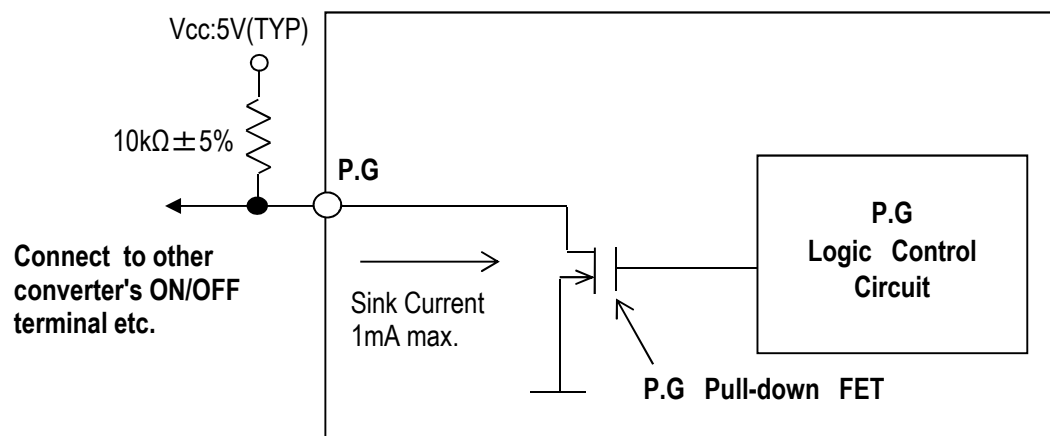 Vcc:5V(TYP)
10kΩ±5%
P.G
Connect to other
converter's ON/OFF
terminal etc.
Sink Current
1mA max.
P.G
Logic Control
Circuit
P.G Pull-down FET